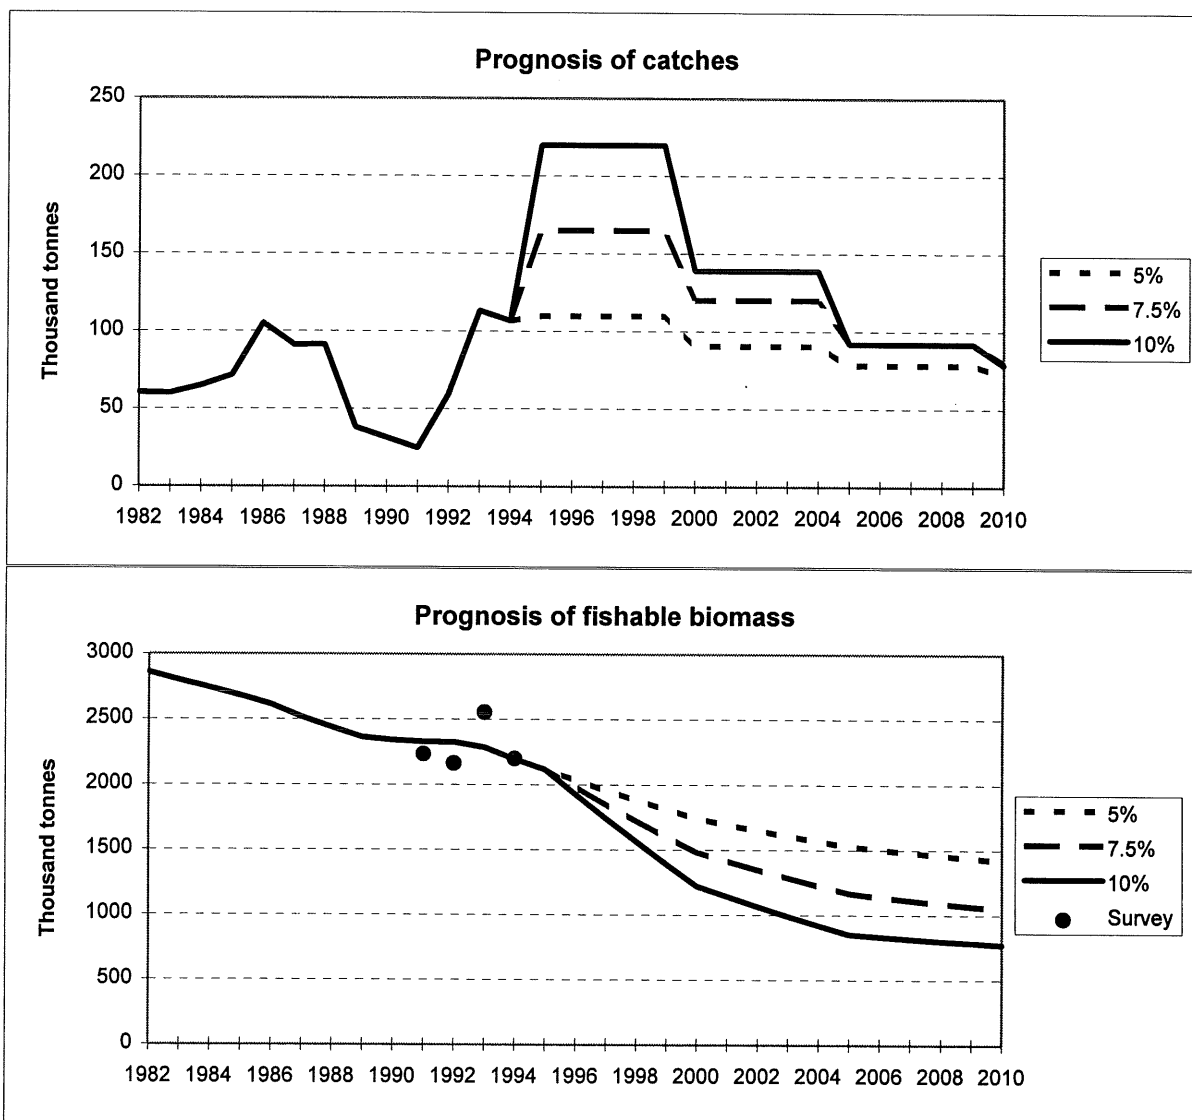 Prognosis of catches
Thousand tonnes
250
200
150
100
50
0
1982 1984 1986 1988 1990 1992 1994 1996 1998 2000 2002 2004 2006 2008 2010
5%
7.5%
10%
Prognosis of fishable biomass
Thousand tonnes
3000
2500
2000
1500
1000
500
0
1982 1984 1986 1988 1990 1992 1994 1996 1998 2000 2002 2004 2006 2008 2010
5%
7.5%
10%
Survey